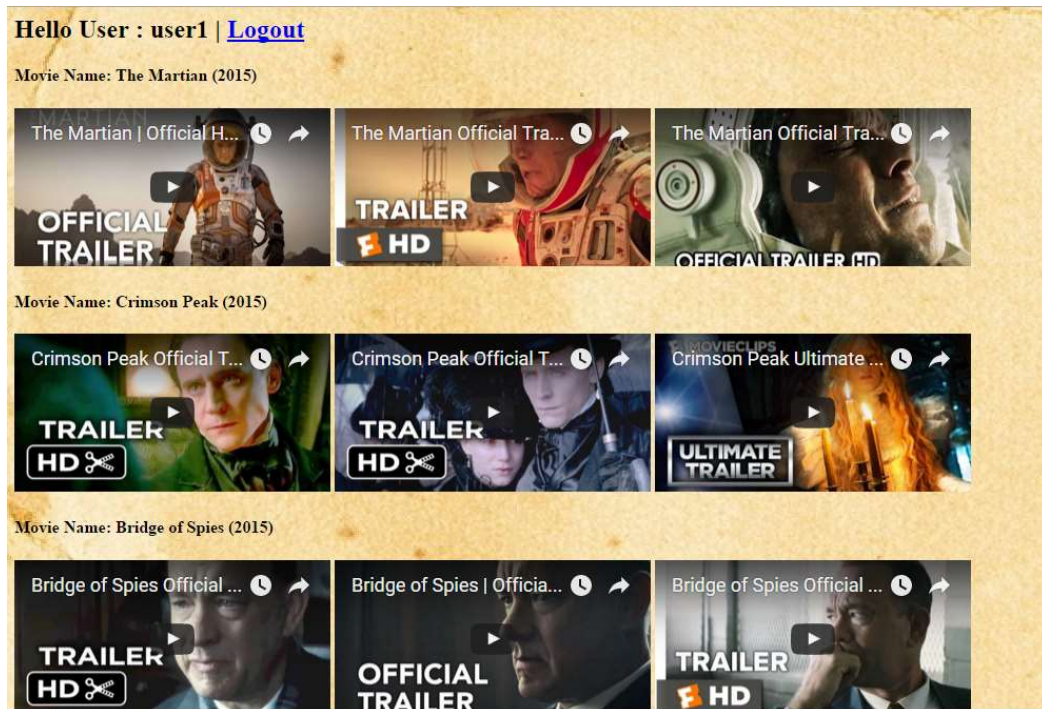 Hello User : user1 | Logout
Movie Name: The Martian (2015)
MARTIAN
The Martian | Official H...
OFFICIAL
TRAILER
The Martian Official Tra...
TRAILER
HD
The Martian Official Tra...
OFFICIAL TRAILER HD
Movie Name: Crimson Peak (2015)
Crimson Peak Official T...
TRAILER
HD
Crimson Peak Official T...
TRAILER
HD
MOVIECLIPS
Crimson Peak Ultimate ...
ULTIMATE
TRAILER
Movie Name: Bridge of Spies (2015)
Bridge of Spies Official ...
TRAILER
HD
Bridge of Spies | Officia...
OFFICIAL
TRAILER
Bridge of Spies Official ...
TRAILER
HD